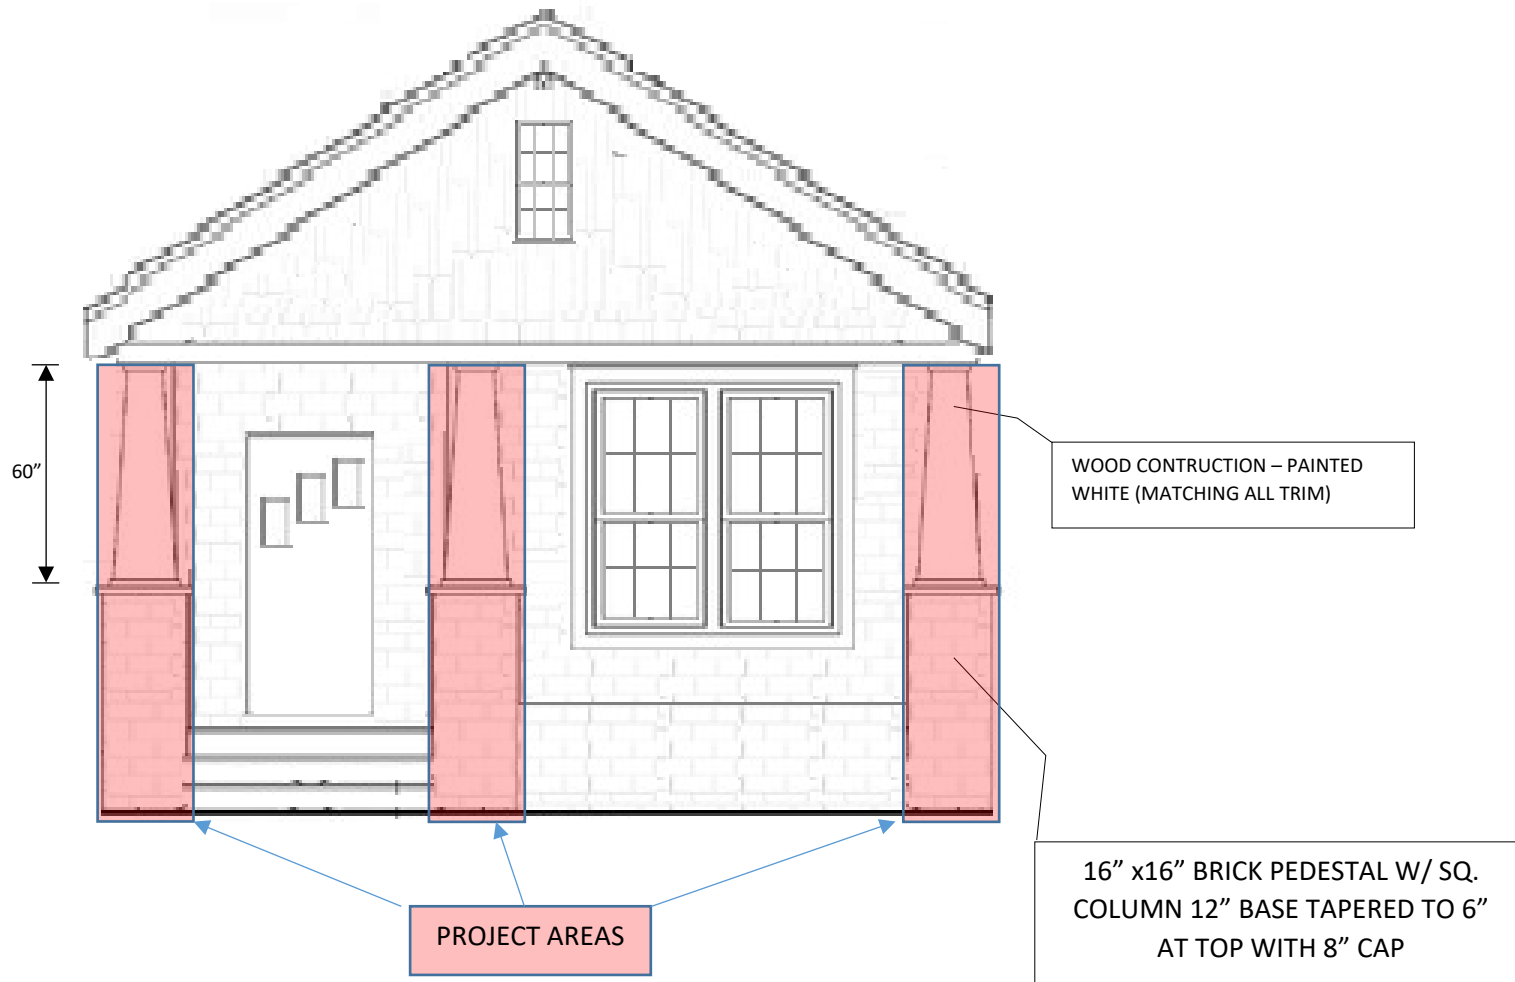 60”
WOOD CONTRUCTION – PAINTED
WHITE (MATCHING ALL TRIM)
16” x16” BRICK PEDESTAL W/ SQ.
COLUMN 12” BASE TAPERED TO 6”
AT TOP WITH 8” CAP
PROJECT AREAS